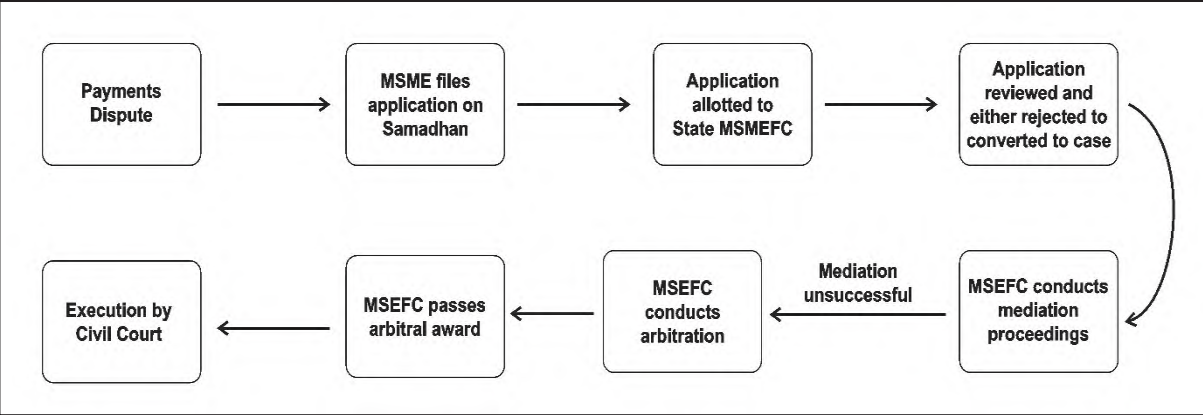 Payments
Dispute
MSME files
application on
Samadhan
Application
allotted to
State MSMEFC
Application
reviewed and
either rejected to
converted to case
MSEFC conducts
mediation
proceedings
Mediation
unsuccessful
MSEFC
conducts
arbitration
MSEFC passes
arbitral award
Execution by
Civil Court